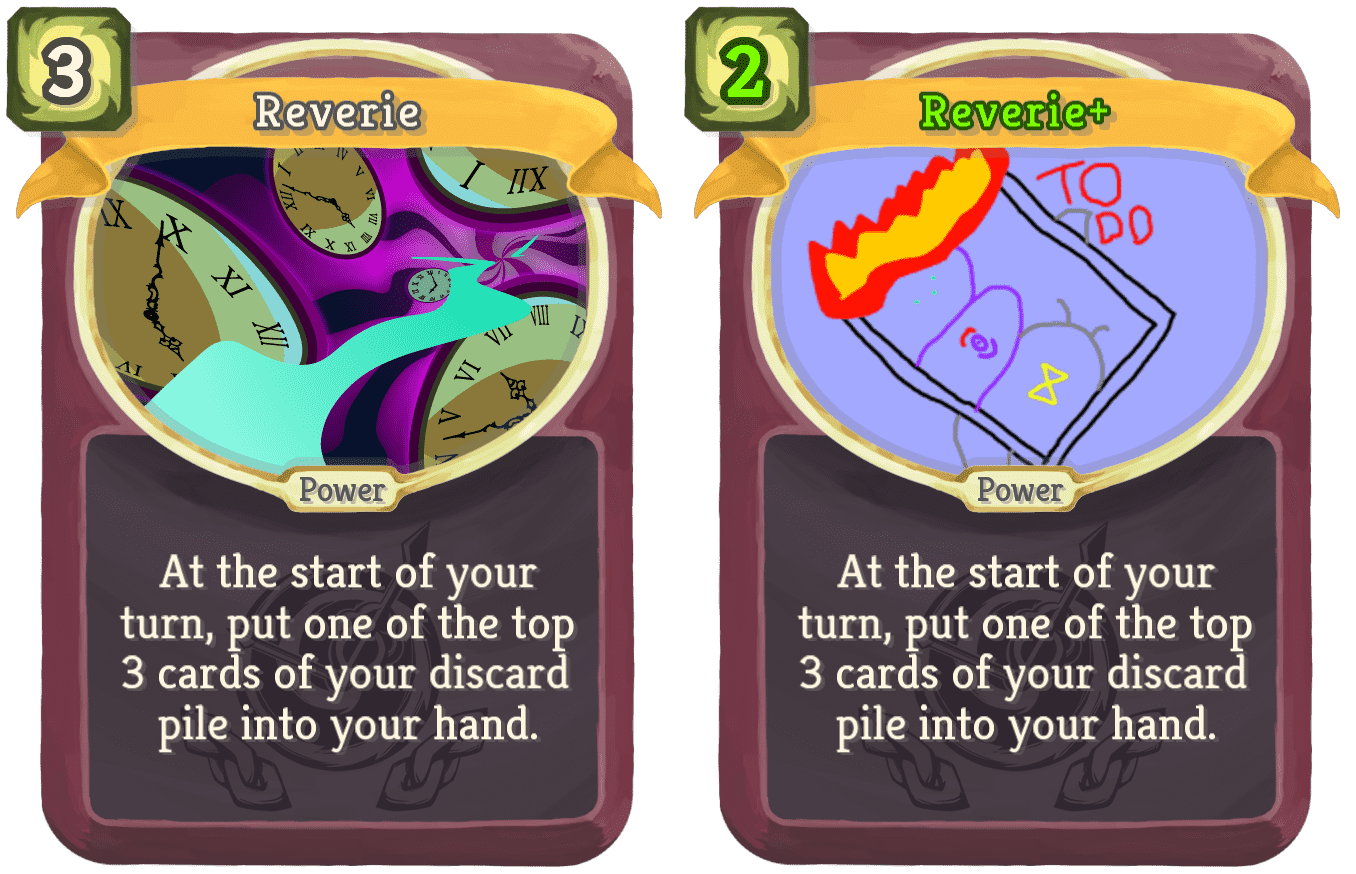 3
Reverie
Power
At the start of your
turn, put one of the top
3 cards of your discard
pile into your hand.
2
Reverie+
TO
DO
Power
At the start of your
turn, put one of the top
3 cards of your discard
pile into your hand.